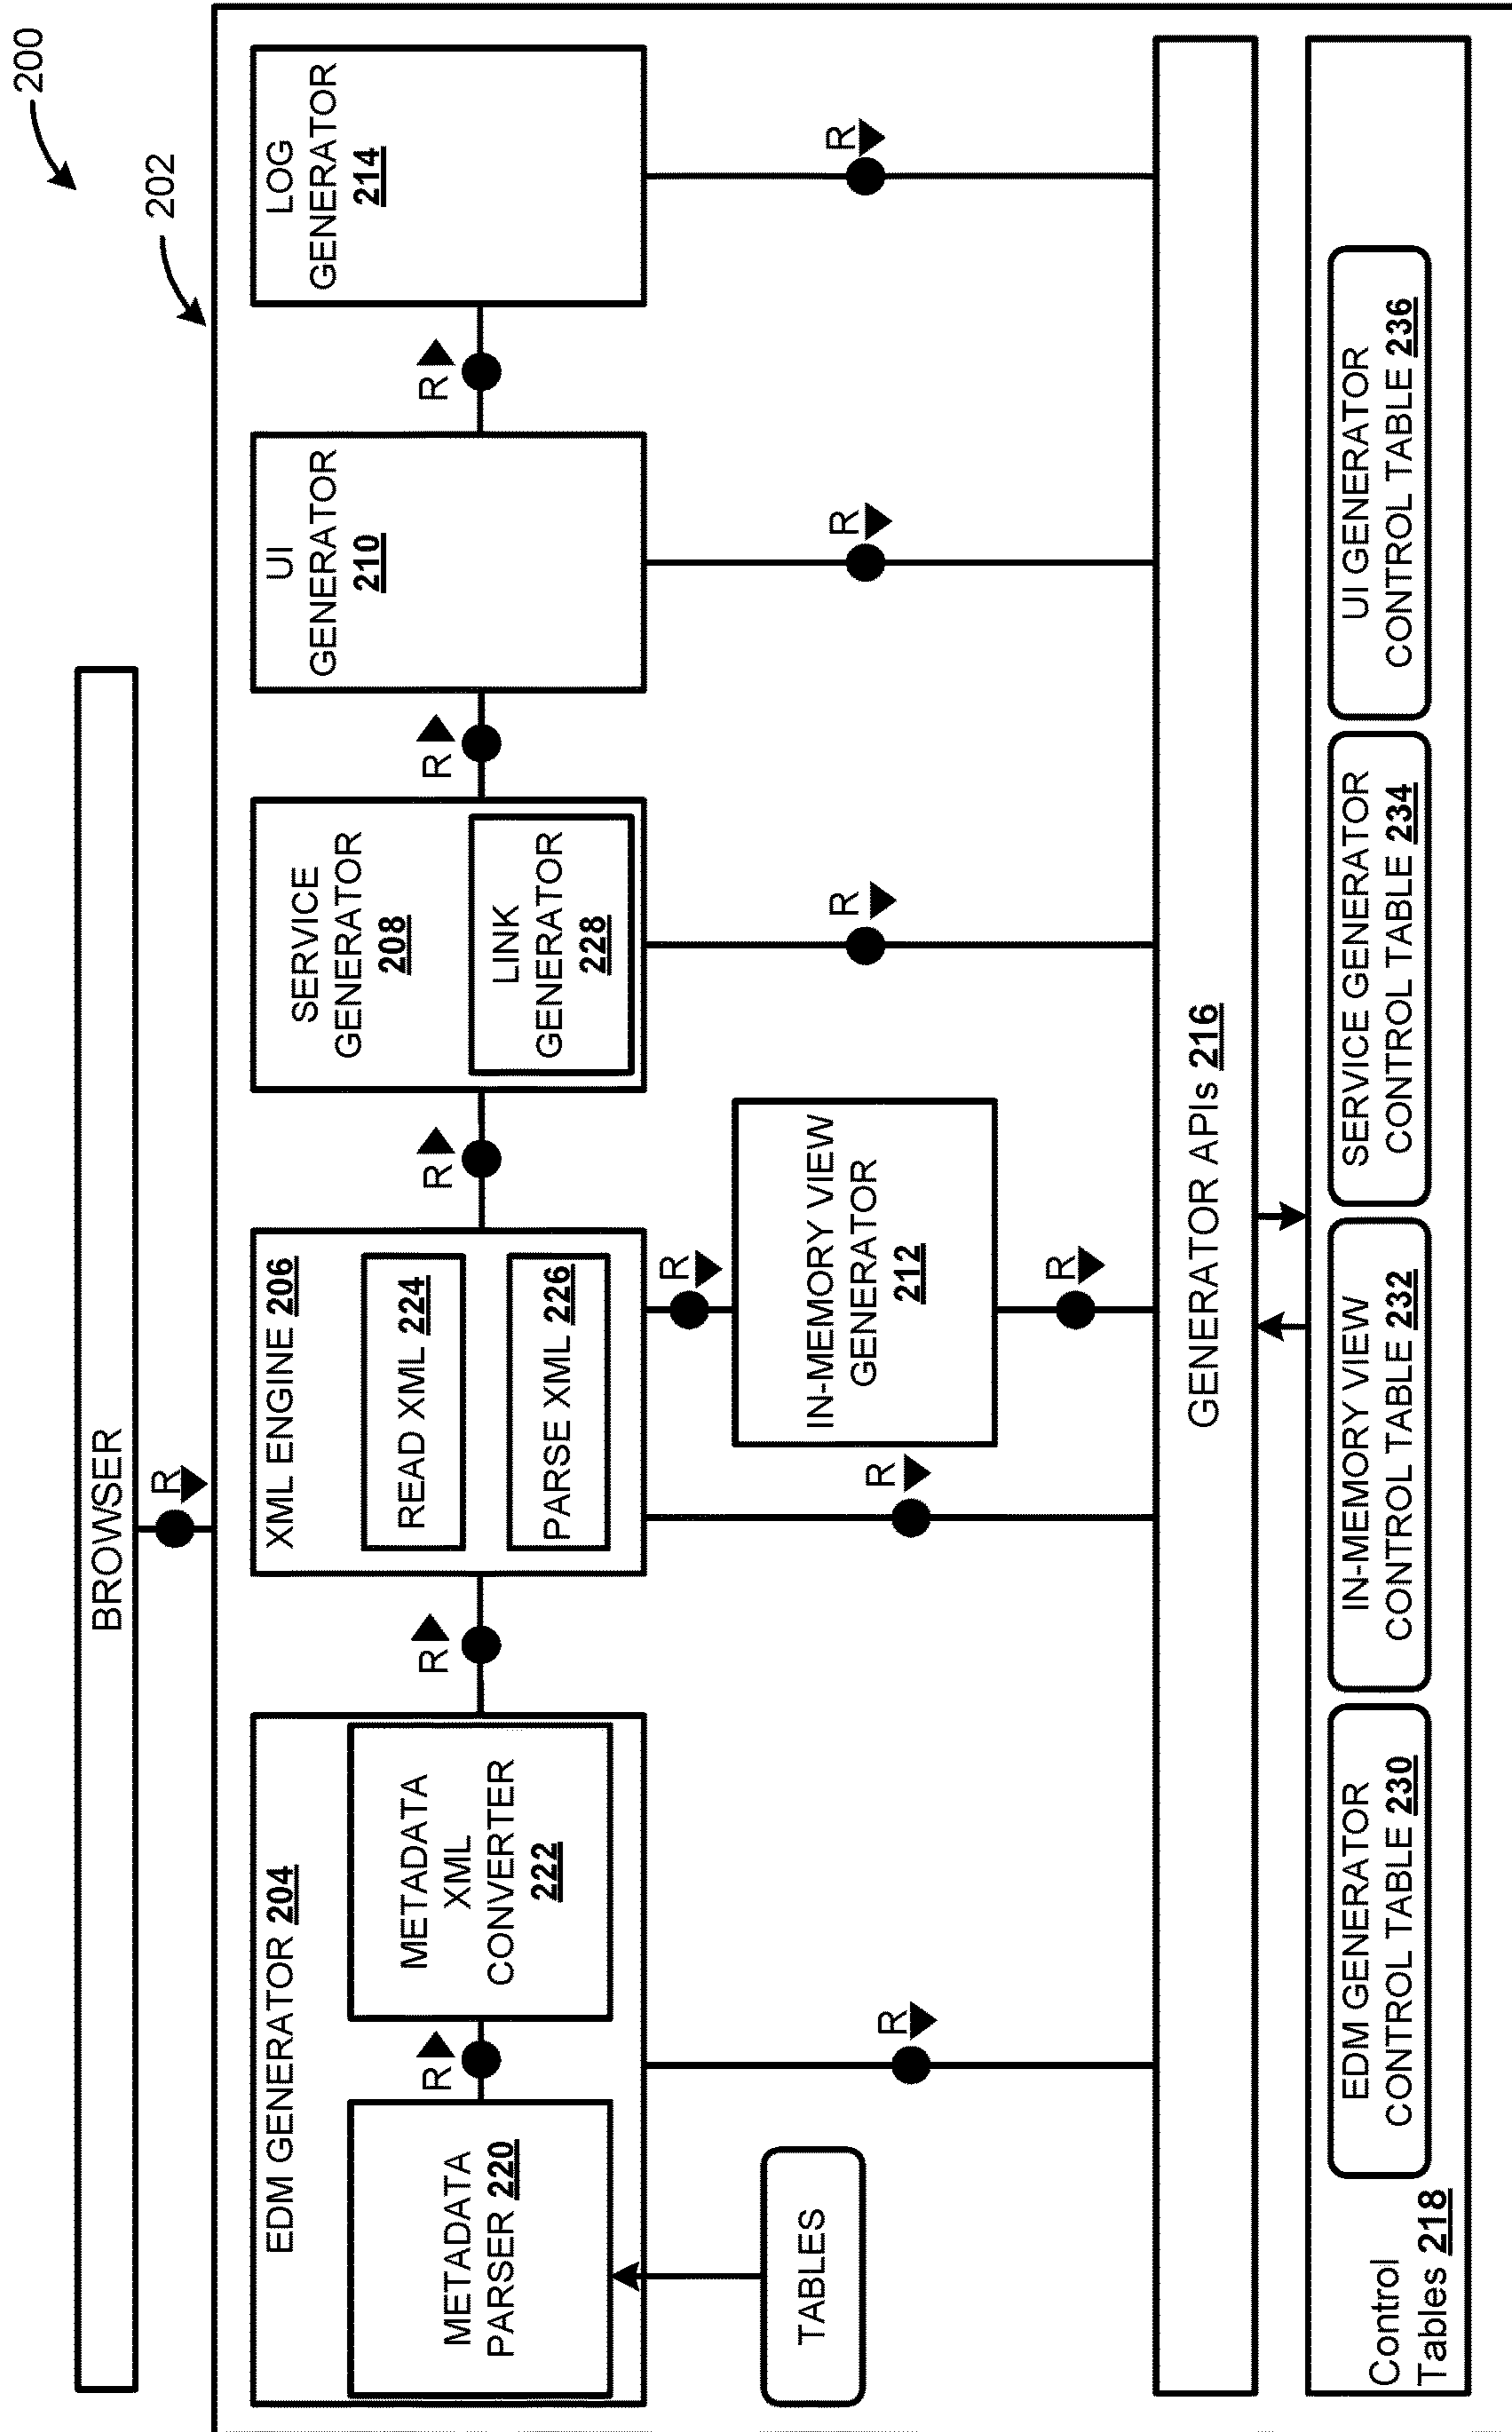 200
202
BROWSER
R
EDM GENERATOR 204
METADATA
PARSER 220
R
METADATA
XML
CONVERTER
222
R
XML ENGINE 206
READ XML 224
PARSE XML 226
R
SERVICE
GENERATOR
208
LINK
GENERATOR
228
R
UI
GENERATOR
210
R
LOG
GENERATOR
214
TABLES
R
R
R
IN-MEMORY VIEW
GENERATOR
212
R
R
R
R
GENERATOR APIs 216
Control
Tables 218
EDM GENERATOR
CONTROL TABLE 230
IN-MEMORY VIEW
CONTROL TABLE 232
SERVICE GENERATOR
CONTROL TABLE 234
UI GENERATOR
CONTROL TABLE 236